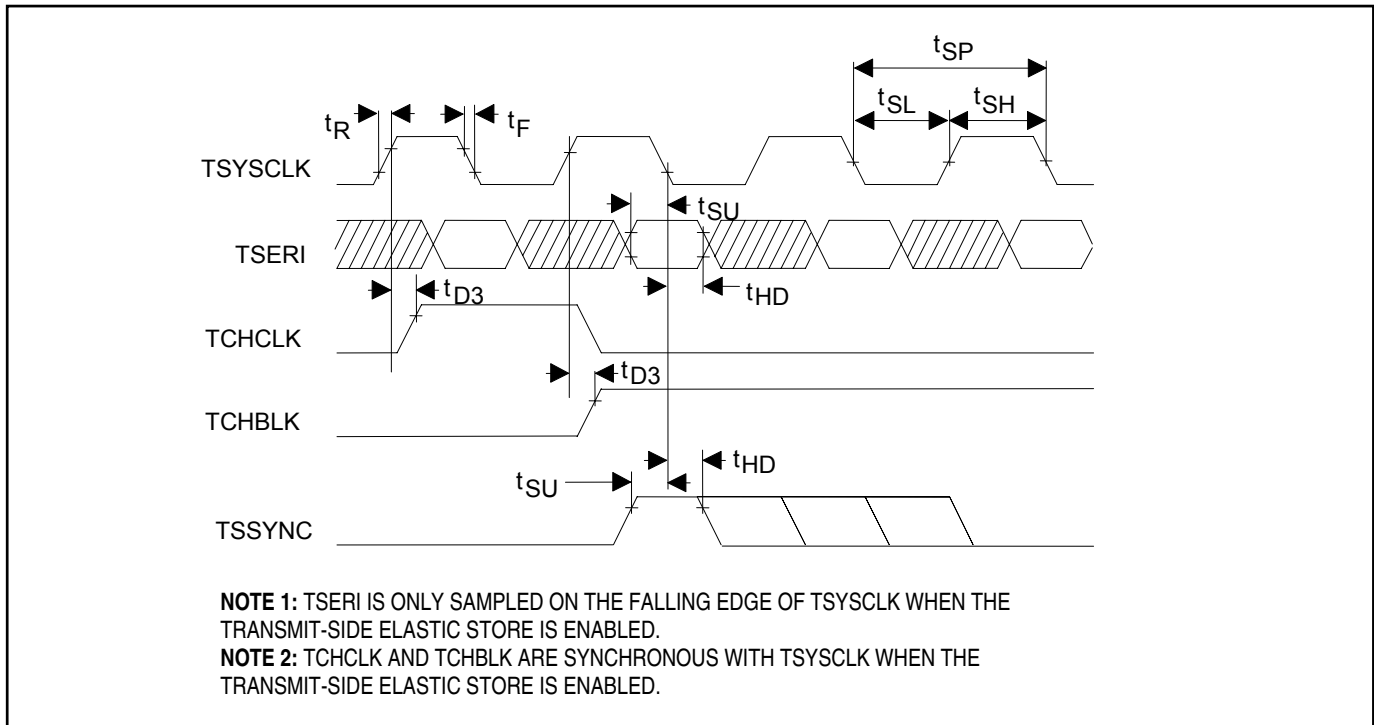 tSP
tSL tSH
tR tF
TSYSCLK
tSU
TSERI
tD3 tHD
TCHCLK
tD3
TCHBLK
tHD
tSU
TSSYNC
NOTE 1: TSERI IS ONLY SAMPLED ON THE FALLING EDGE OF TSYSCLK WHEN THE
TRANSMIT-SIDE ELASTIC STORE IS ENABLED.
NOTE 2: TCHCLK AND TCHBLK ARE SYNCHRONOUS WITH TSYSCLK WHEN THE
TRANSMIT-SIDE ELASTIC STORE IS ENABLED.